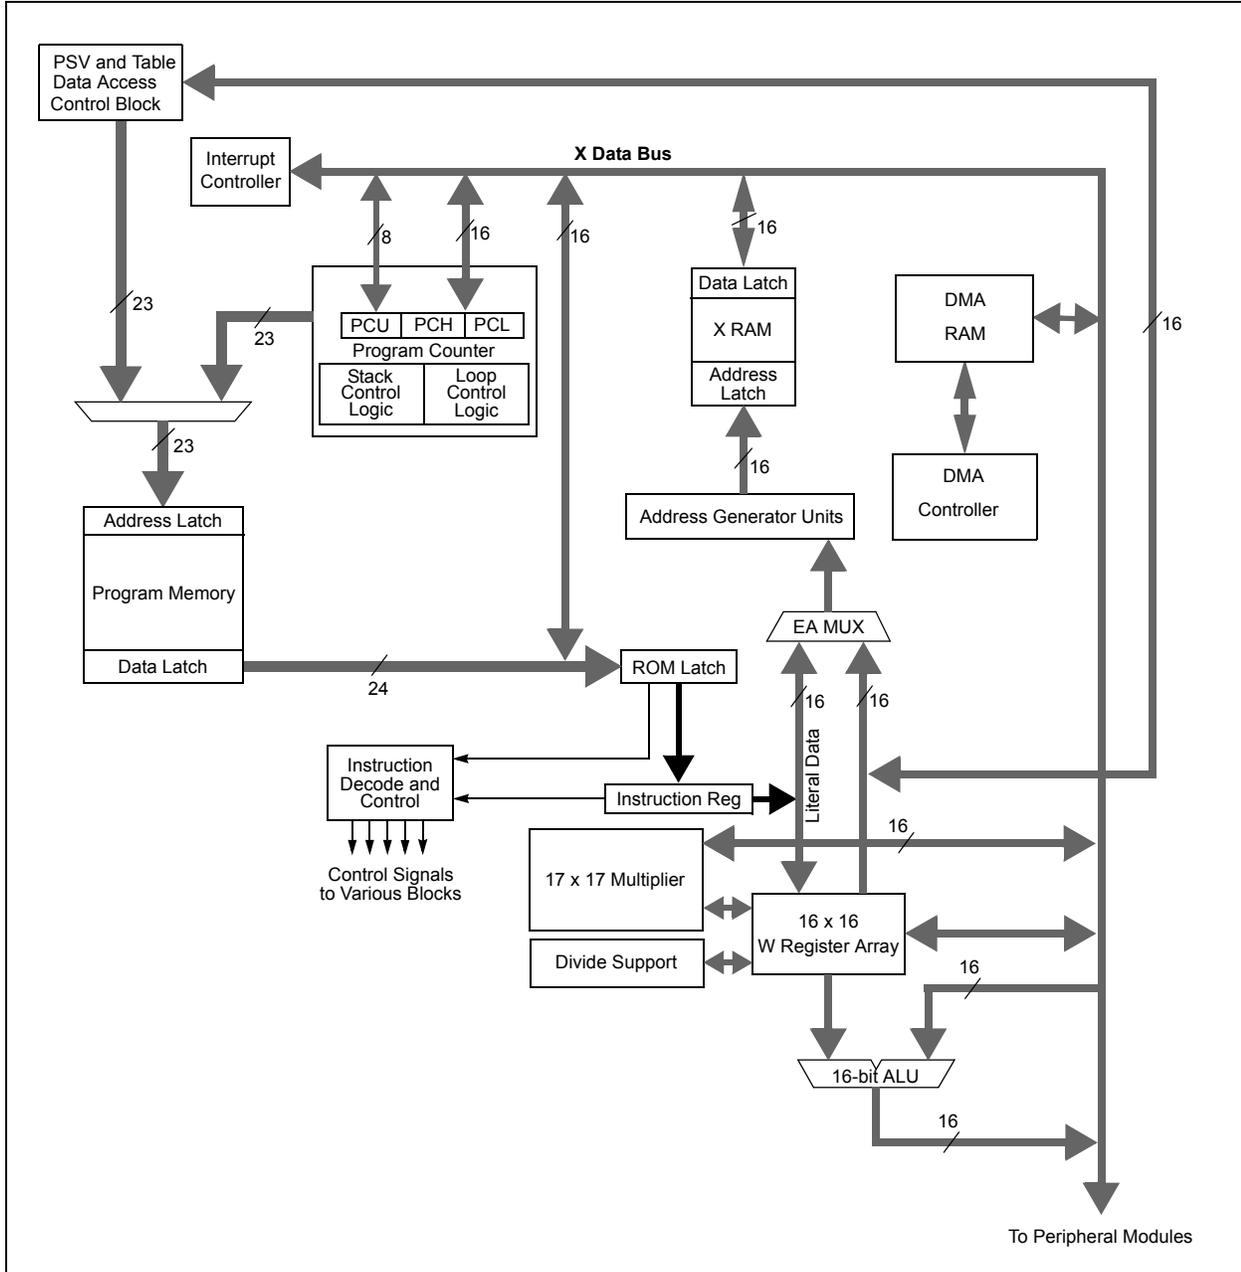 PSV and Table
Data Access
Control Block
X Data Bus
Interrupt
Controller
8
16
16
16
23
23
16
Data Latch
X RAM
Address
Latch
DMA
RAM
PCU
PCH
PCL
Program Counter
Stack
Control
Logic
Loop
Control
Logic
23
16
DMA
Controller
Address Generator Units
Address Latch
Program Memory
Data Latch
24
EA MUX
ROM Latch
16
16
Literal Data
Instruction
Decode and
Control
Instruction Reg
Control Signals
to Various Blocks
16
17 x 17 Multiplier
16 x 16
W Register Array
Divide Support
16
16-bit ALU
16
To Peripheral Modules